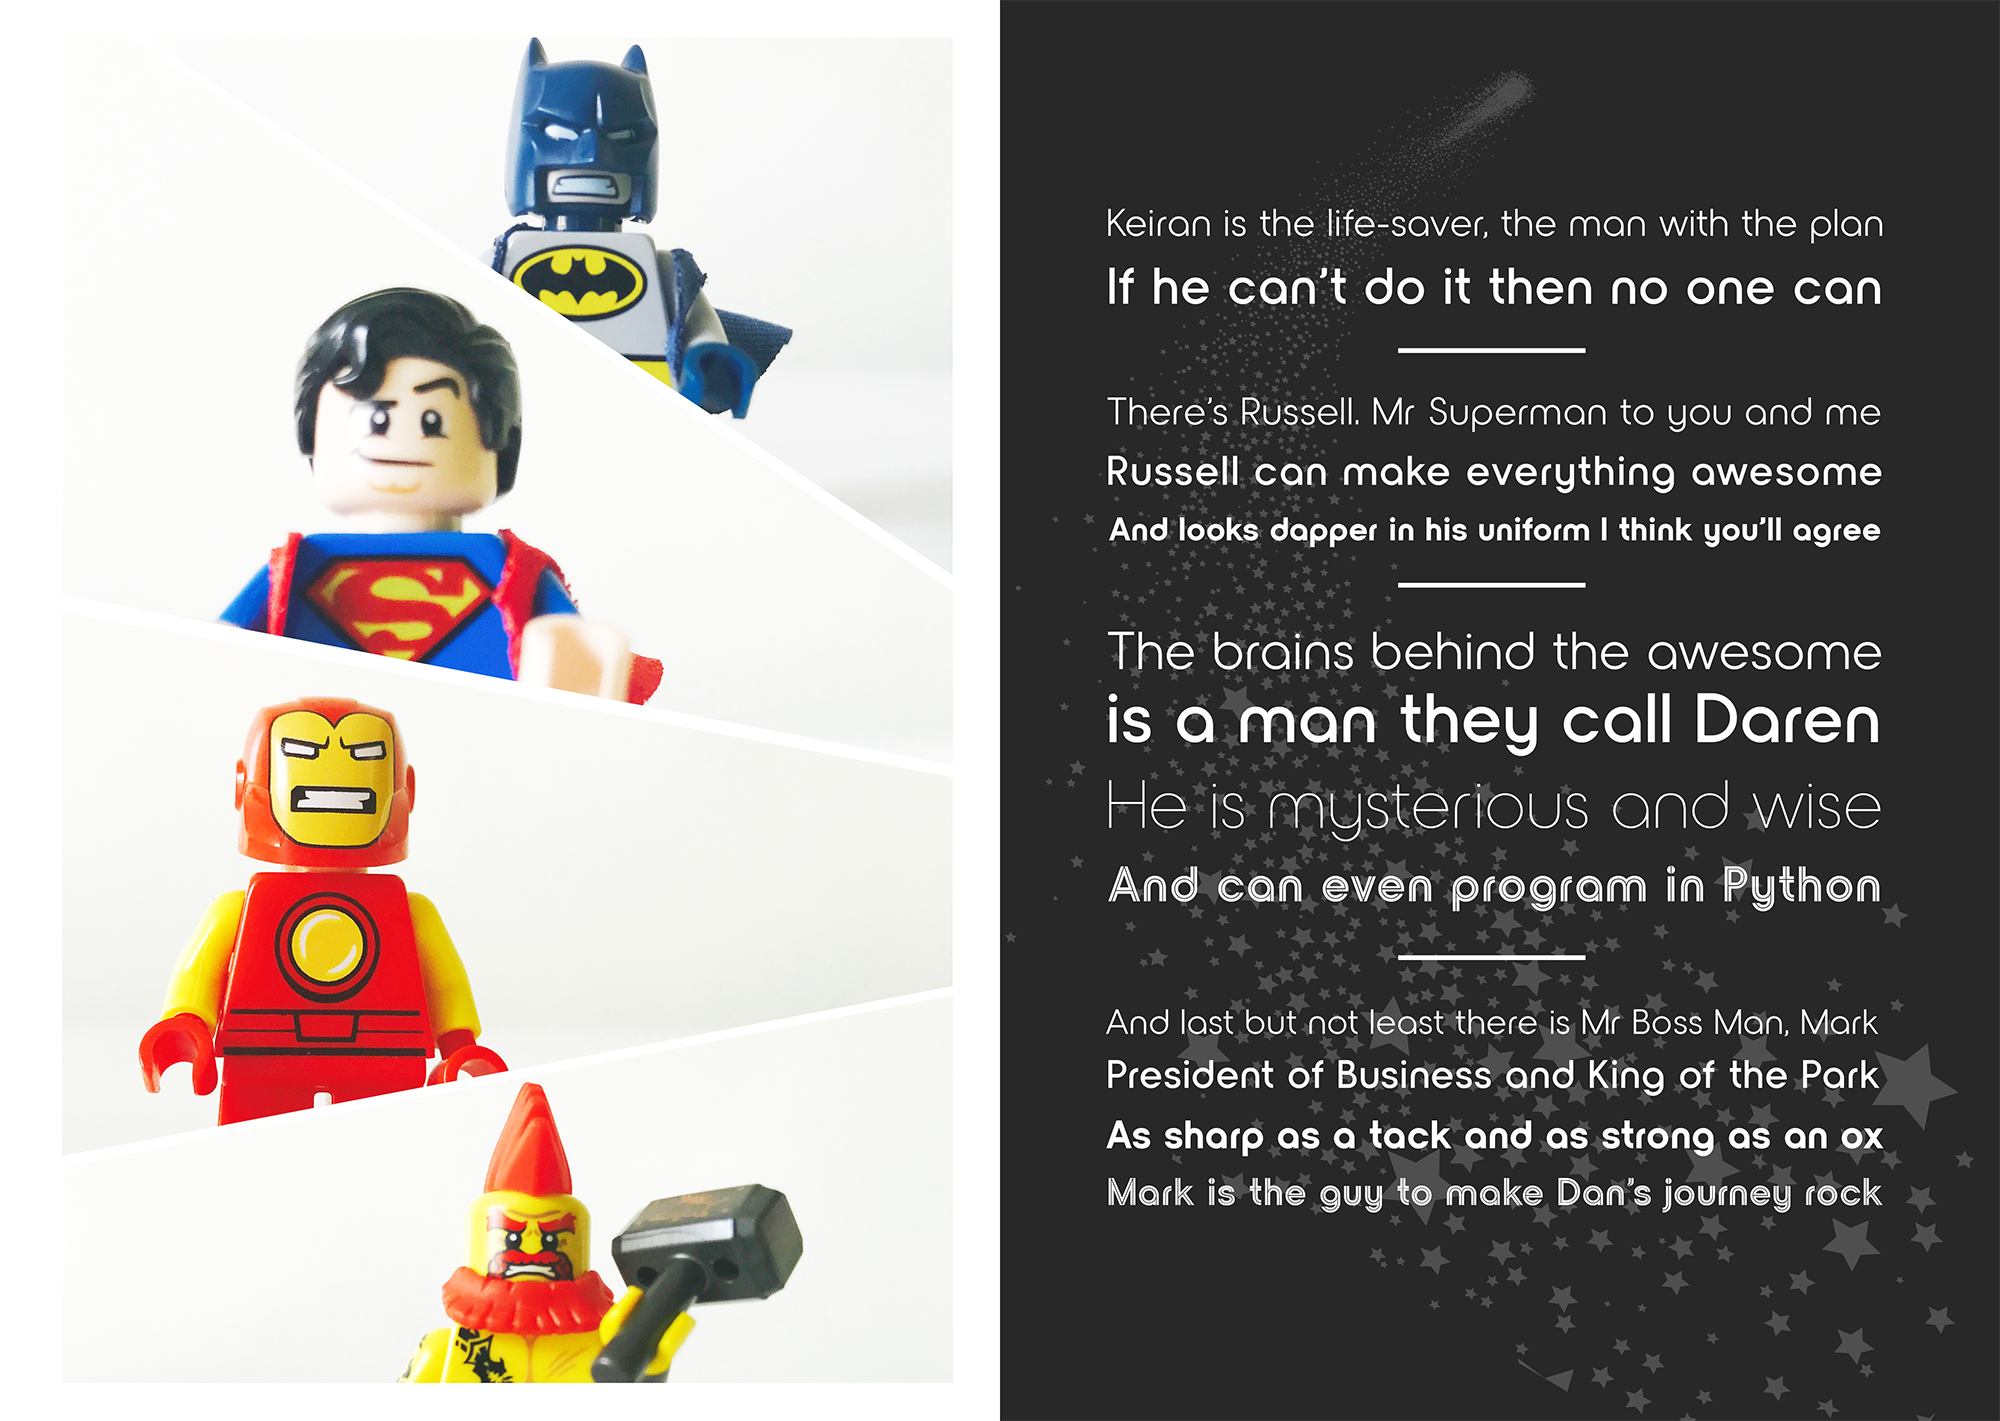 Keiran is the life-saver, the man with the plan
If he can't do it then no one can
There's Russell. Mr Superman to you and me
Russell can make everything awesome
And looks dapper in his uniform I think you'll agree
The brains behind the awesome
is a man they call Daren
He is mysterious and wise
And can even program in Python
And last but not least there is Mr Boss Man, Mark
President of Business and King of the Park
As sharp as a tack and as strong as an ox
Mark is the guy to make Dan's journey rock